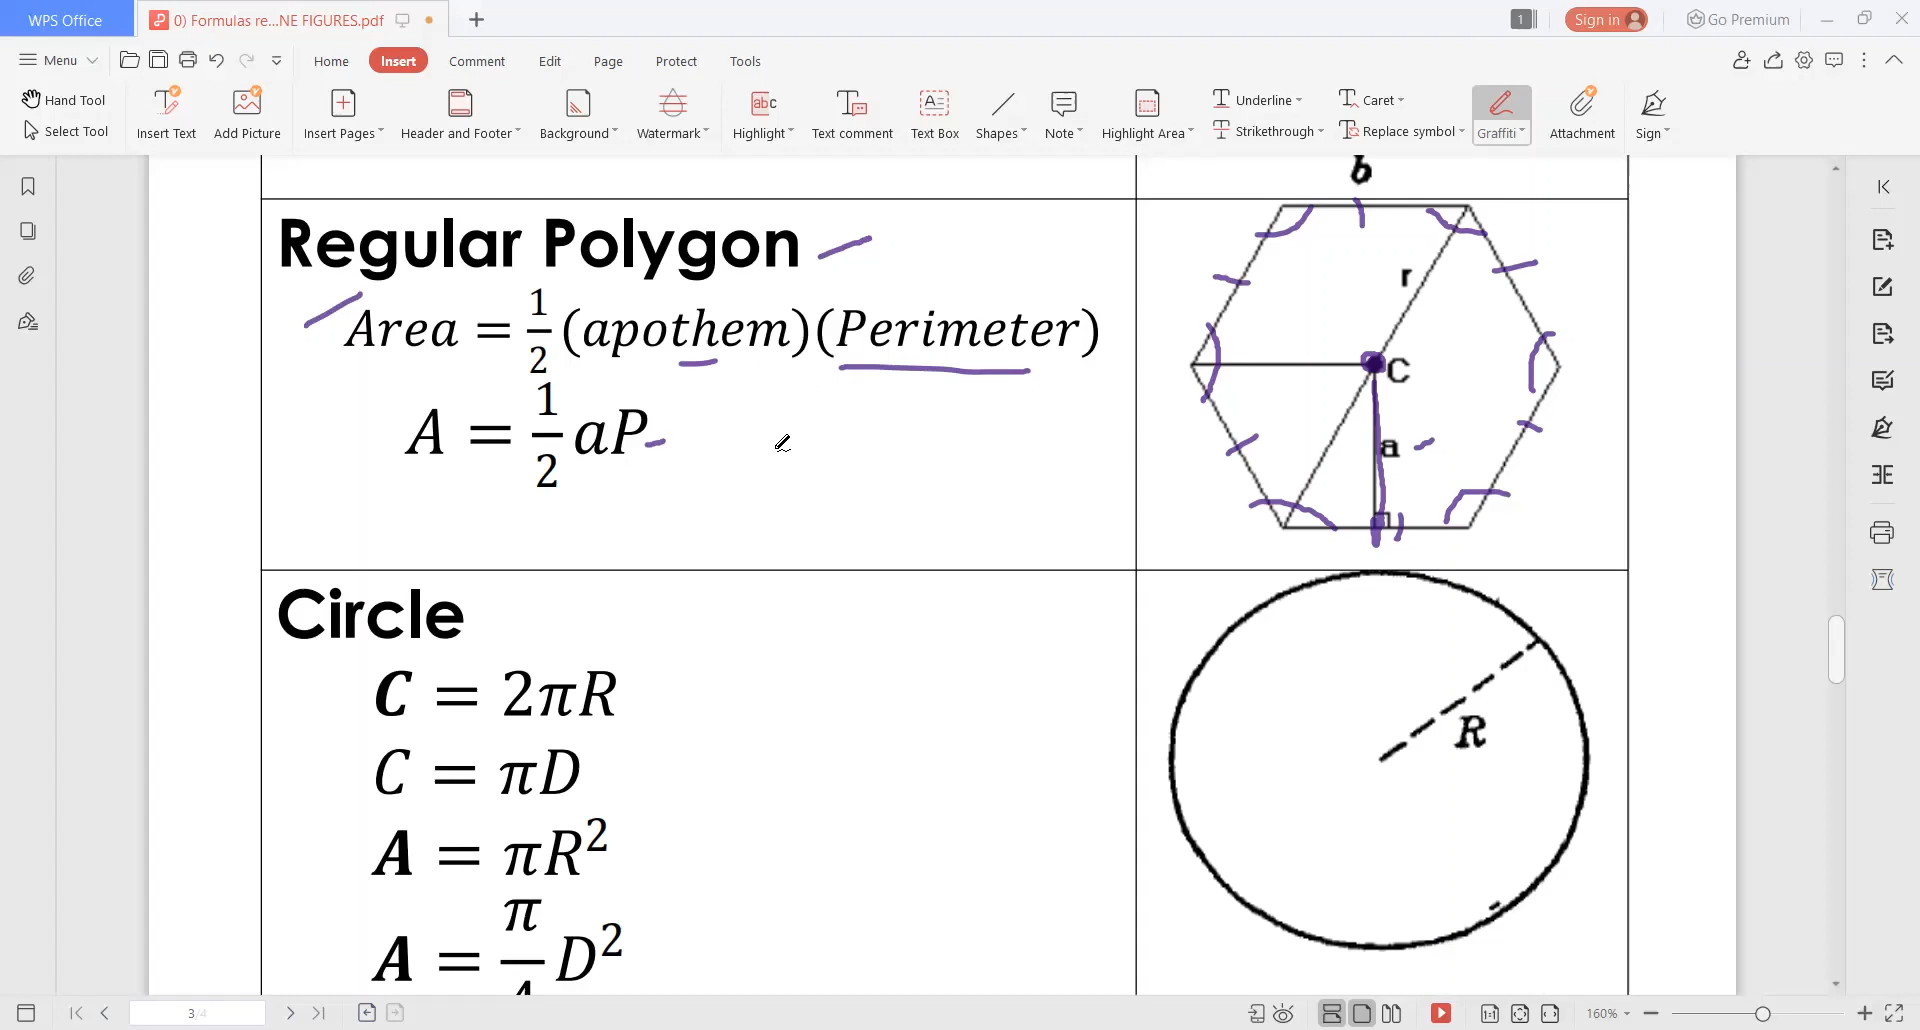 WPS Office
0) Formulas re...NE FIGURES.pdf
1
Sign in
Go Premium
Menu
Home
Insert
Comment
Edit
Page
Protect
Tools
Hand Tool
Select Tool
Insert Text
Add Picture
Insert Pages
Header and Footer
Background
Watermark
Highlight
Text comment
Text Box
Shapes
Note
Highlight Area
Underline
Strikethrough
Caret
Replace symbol
Graffiti
Attachment
Sign
b
Regular Polygon
Area = 1/2 (apothem)(Perimeter)
A = 1/2 aP
r
C
a
Circle
C = 2πR
C = πD
A = πR²
A = π/4 D²
R
3/4
160%